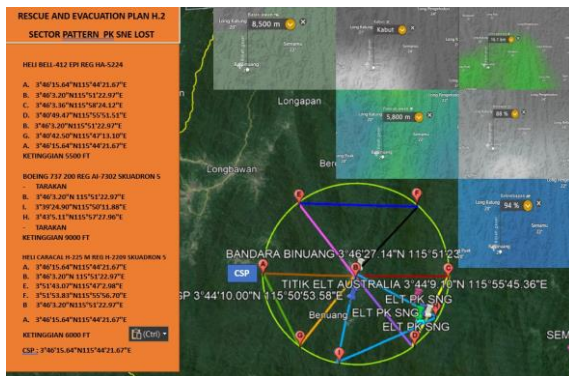 RESCUE AND EVACUATION PLAN H.2
SECTOR PATTERN PK SNE LOST
HELI BELL-412 EPI REG HA-5224
A. 3°46'15.64"N115°44'21.67"E
B. 3°46'3.20"N115°51'22.97"E
C. 3°46'3.36"N115°58'24.12"E
D. 3°40'49.47"N115°55'51.51"E
B. 3°46'3.20"N115°51'22.97"E
G. 3°40'42.50"N115°47'13.10"E
A. 3°46'15.64"N115°44'21.67"E
KETINGGIAN 5500 FT
BOEING 737 200 REG AI-7302 SKUADRON 5
- TARAKAN
B. 3°46'3.20"N 115°51'22.97"E
I. 3°39'24.90"N115°50'11.88"E
H. 3°43'5.11"N115°57'27.96"E
- TARAKAN
KETINGGIAN 9000 FT
HELI CARACAL H-225 M REG H-2209 SKUADRON 5
A. 3°46'15.64"N115°44'21.67"E
B. 3°46'3.20"N 115°51'22.97"E
E. 3°51'43.07"N115°47'2.98"E
F. 3°51'53.83"N115°55'56.70"E
B 3°46'3.20"N115°51'22.97"E
A. 3°46'15.64"N115°44'21.67"E
KETINGGIAN 6000 FT
(Ctrl)
CSP : 3°46'15.64"N115°44'21.67"E
8,500 m
Kabut
5,800 m
88 %
94 %
Long Kalung
Semamu
Longapan
Longbawan
E
F
BANDARA BINUANG 3°46'27.14"N 115°51'23
CSP
A
C
TITIK ELT AUSTRALIA 3°44'9.10"N 115°55'45.36"E
SP 3°44'10.00"N 115°50'53 58"E
ELT PK SNG
ELT PK SNG
ELT PK SNG
Benuang
G
D
I
SEM